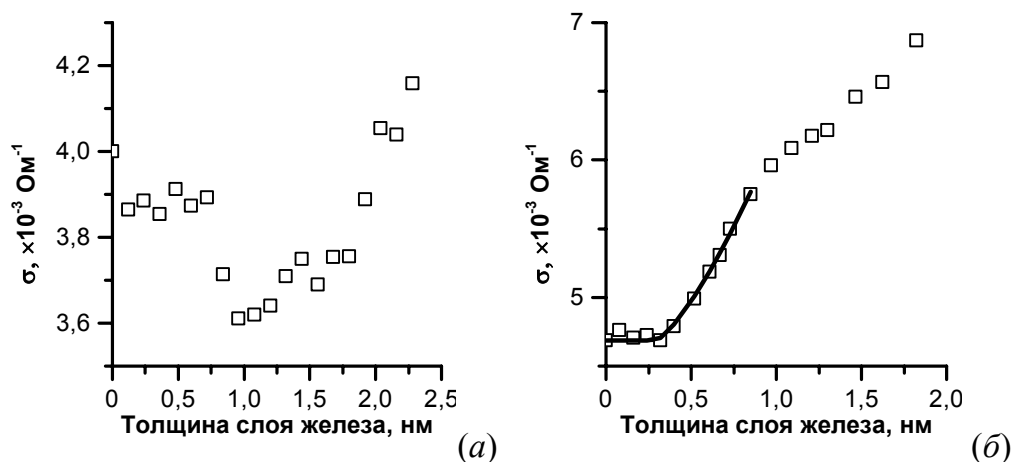 4,2
4,0
3,8
3,6
σ, ×10⁻³ Ом⁻¹
0 0,5 1,0 1,5 2,0 2,5
Толщина слоя железа, нм
(а)
7
6
5
σ, ×10⁻³ Ом⁻¹
0 0,5 1,0 1,5 2,0
Толщина слоя железа, нм
(б)